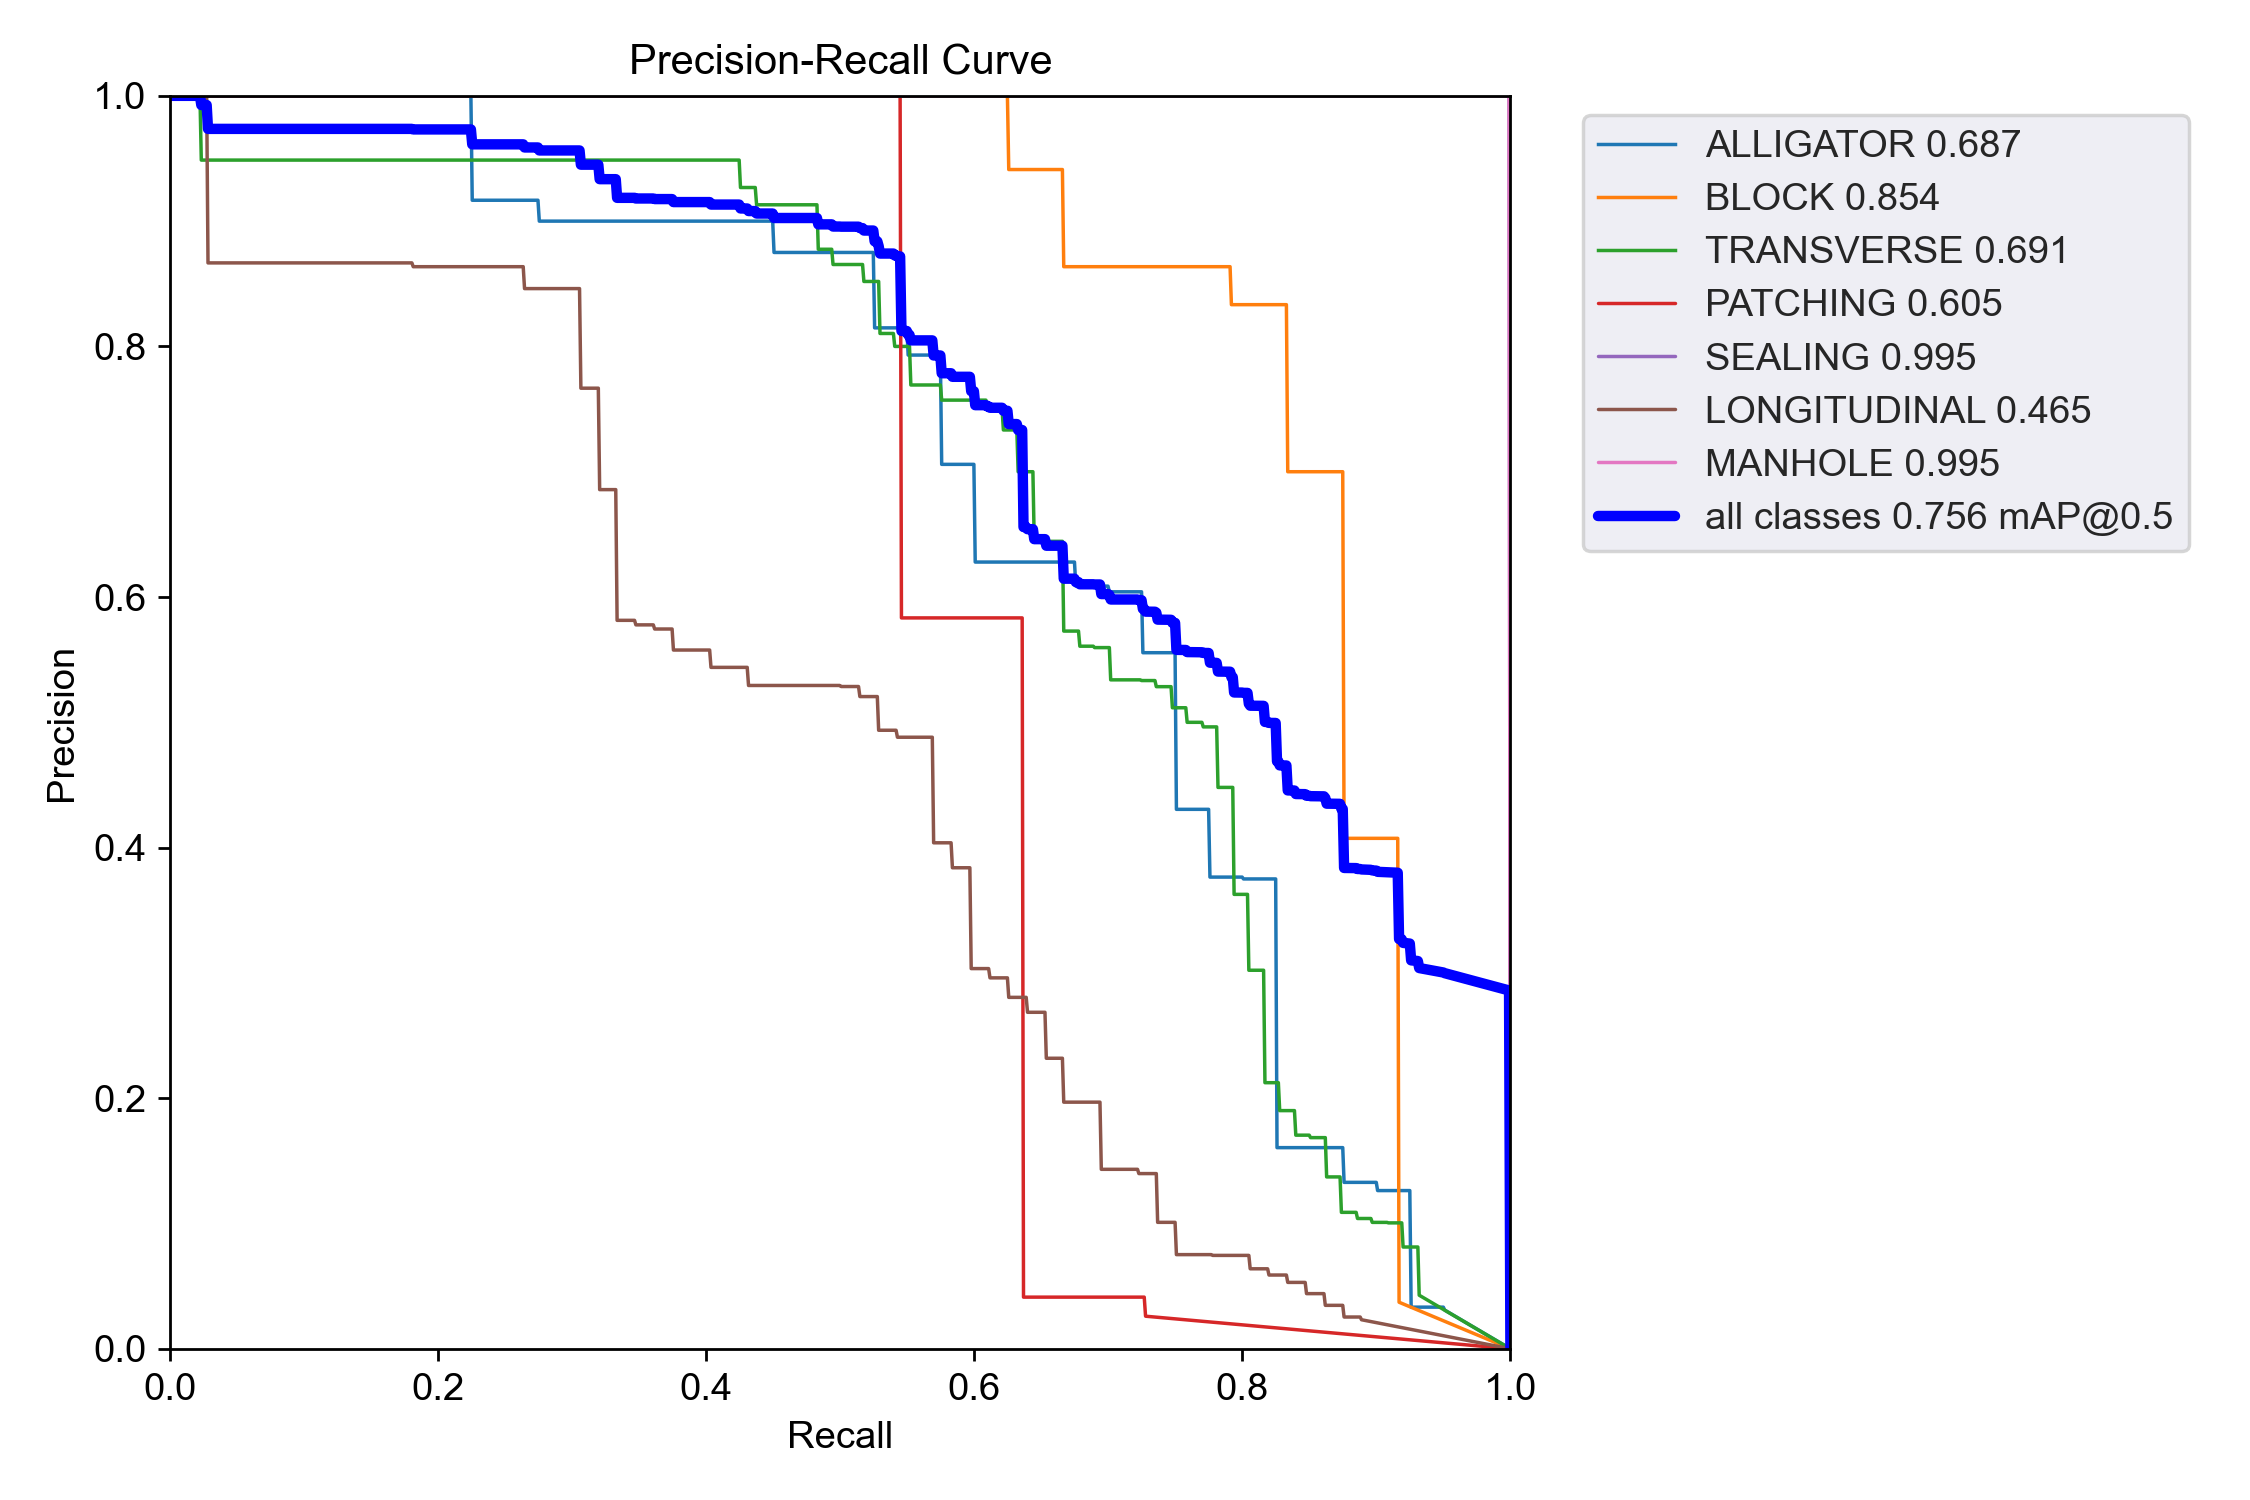 Precision-Recall Curve
1.0
0.8
0.6
0.4
0.2
0.0
Precision
0.0 0.2 0.4 0.6 0.8 1.0
Recall
ALLIGATOR 0.687
BLOCK 0.854
TRANSVERSE 0.691
PATCHING 0.605
SEALING 0.995
LONGITUDINAL 0.465
MANHOLE 0.995
all classes 0.756 mAP@0.5